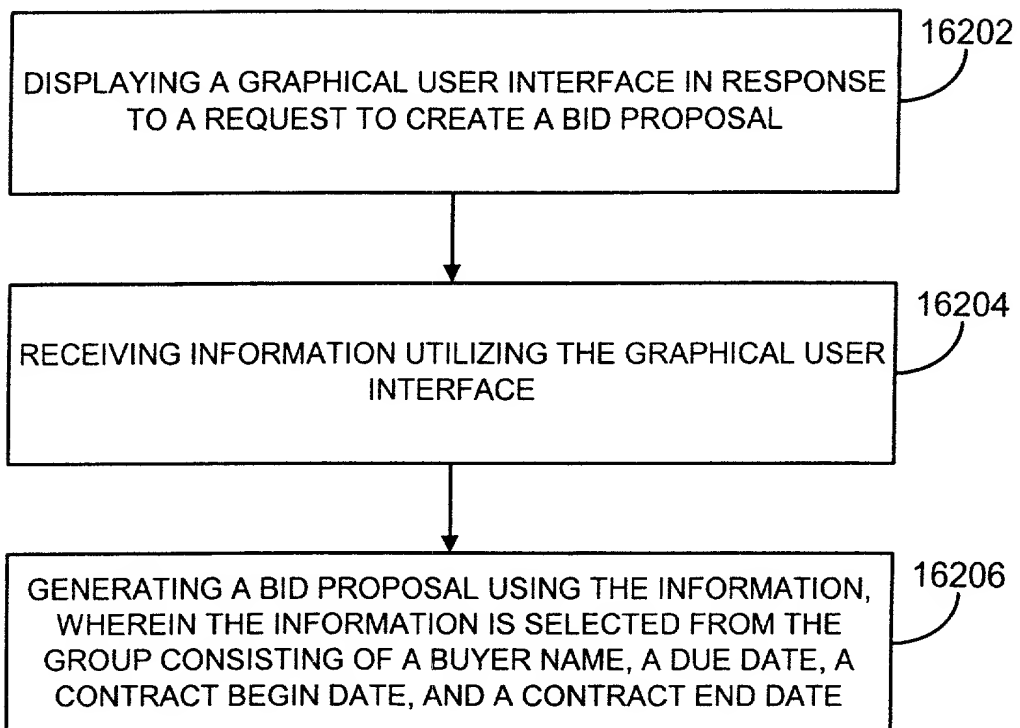 16202
DISPLAYING A GRAPHICAL USER INTERFACE IN RESPONSE
TO A REQUEST TO CREATE A BID PROPOSAL
16204
RECEIVING INFORMATION UTILIZING THE GRAPHICAL USER
INTERFACE
16206
GENERATING A BID PROPOSAL USING THE INFORMATION,
WHEREIN THE INFORMATION IS SELECTED FROM THE
GROUP CONSISTING OF A BUYER NAME, A DUE DATE, A
CONTRACT BEGIN DATE, AND A CONTRACT END DATE